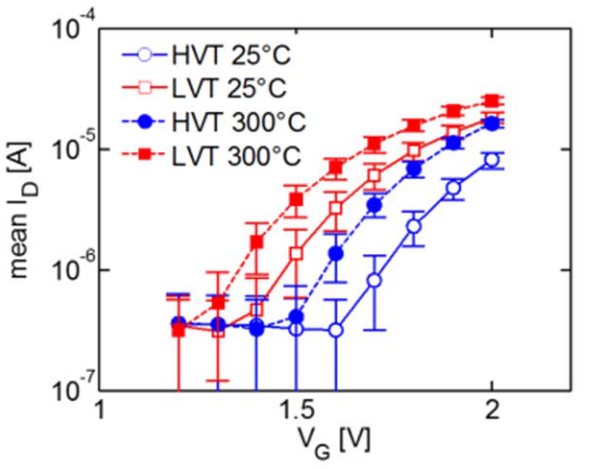 10⁻⁴
HVT 25°C
LVT 25°C
HVT 300°C
LVT 300°C
10⁻⁵
mean I_D [A]
10⁻⁶
10⁻⁷
1
1.5
2
V_G [V]